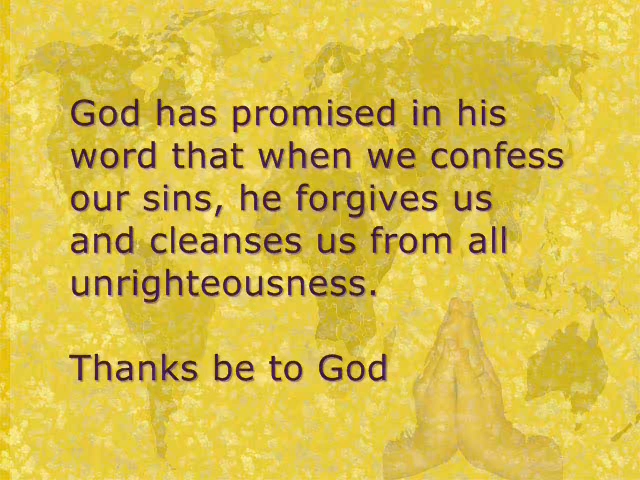 God has promised in his
word that when we confess
our sins, he forgives us
and cleanses us from all
unrighteousness.
Thanks be to God